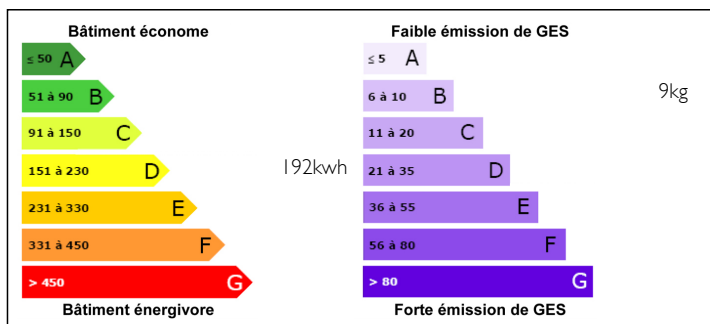 Bâtiment économe
≤ 50 A
51 à 90 B
91 à 150 C
151 à 230 D
192kwh
231 à 330 E
331 à 450 F
> 450 G
Bâtiment énergivore
Faible émission de GES
≤ 5 A
6 à 10 B
9kg
11 à 20 C
21 à 35 D
36 à 55 E
56 à 80 F
> 80 G
Forte émission de GES